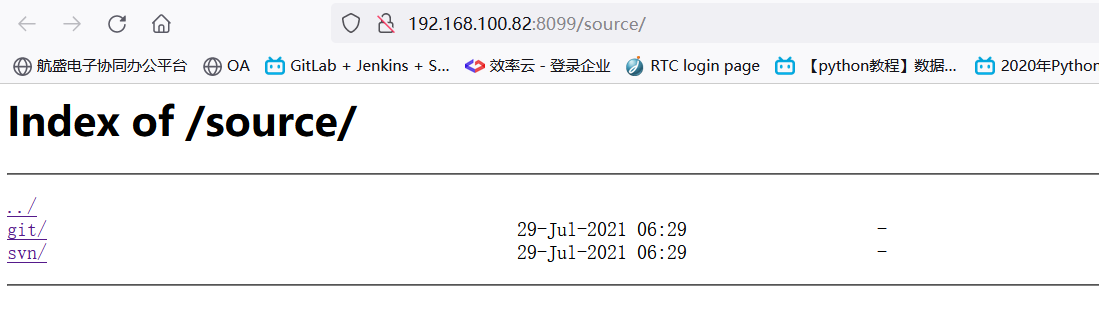 192.168.100.82:8099/source/
航盛电子协同办公平台 OA GitLab + Jenkins + S... 效率云 - 登录企业 RTC login page 【python教程】数据... 2020年Python
Index of /source/
../
git/ 29-Jul-2021 06:29 -
svn/ 29-Jul-2021 06:29 -